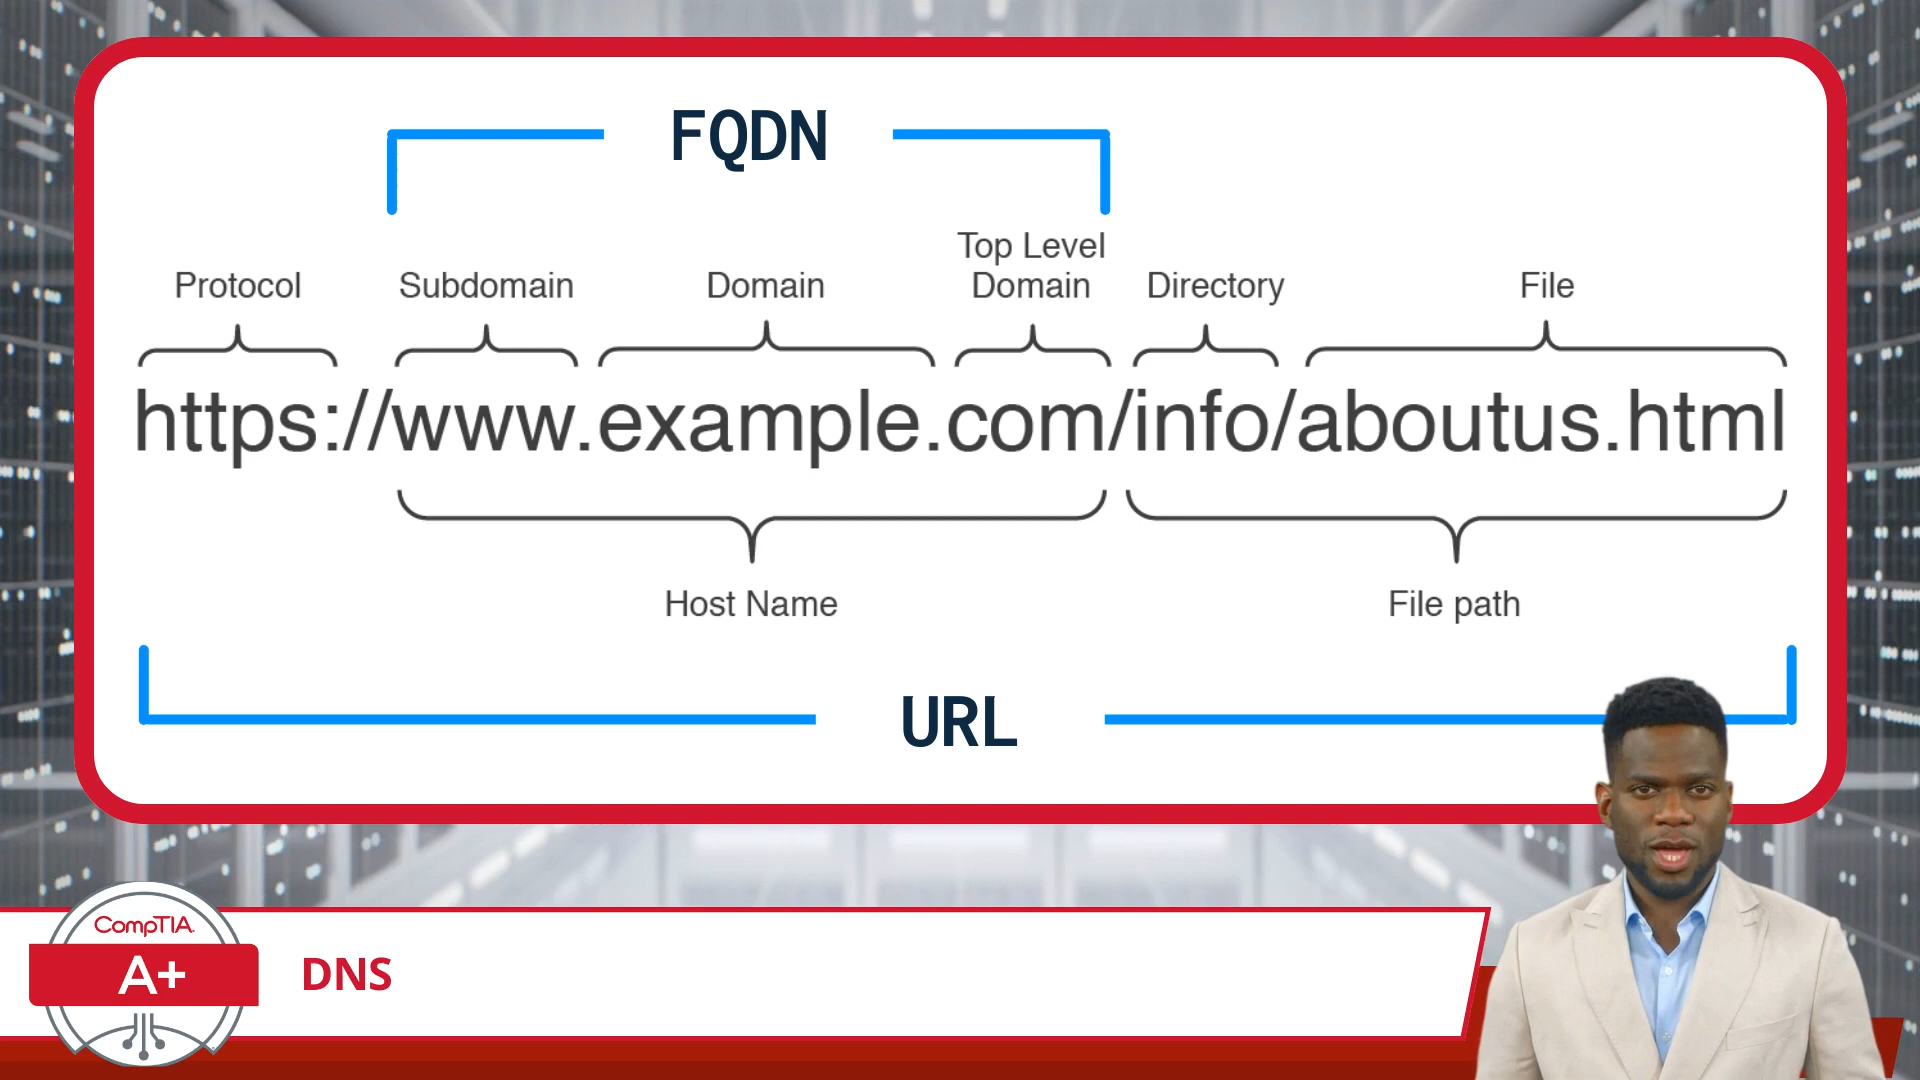 FQDN
Top Level
Protocol Subdomain Domain Domain Directory File
https://www.example.com/info/aboutus.html
Host Name File path
URL
CompTIA.
A+
DNS